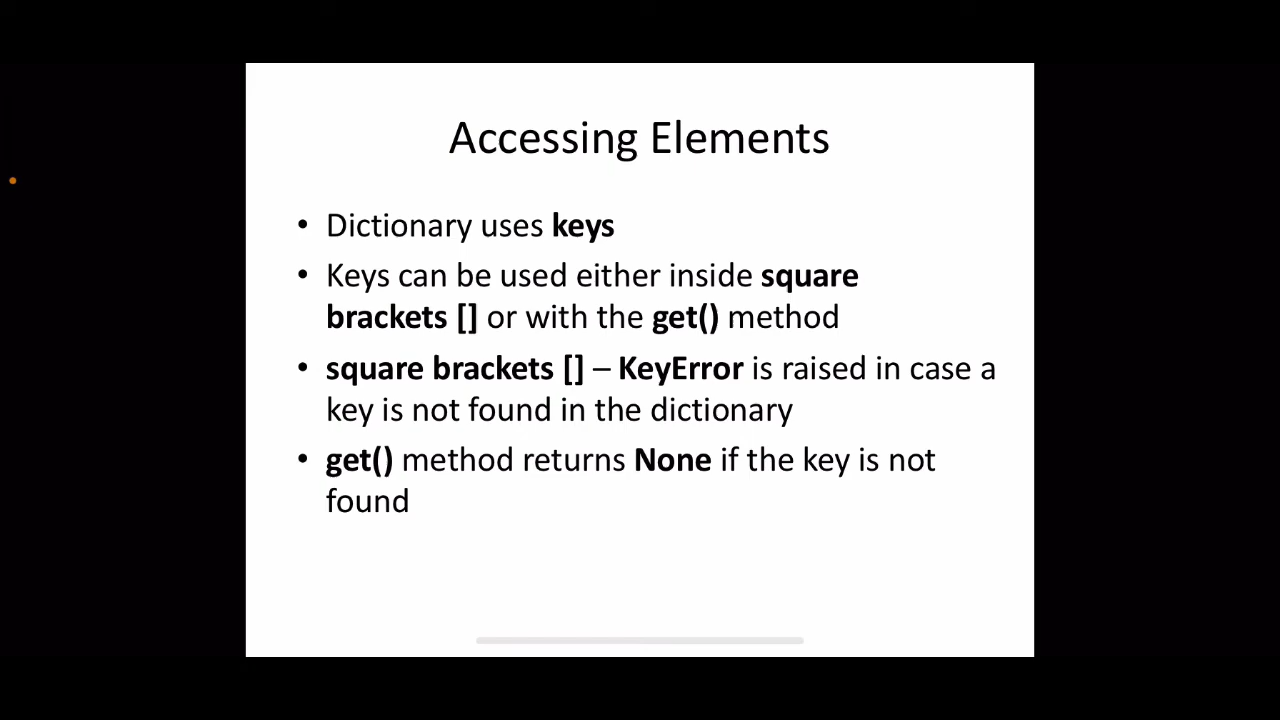 Accessing Elements
• Dictionary uses keys
• Keys can be used either inside square
brackets [] or with the get() method
• square brackets [] – KeyError is raised in case a
key is not found in the dictionary
• get() method returns None if the key is not
found